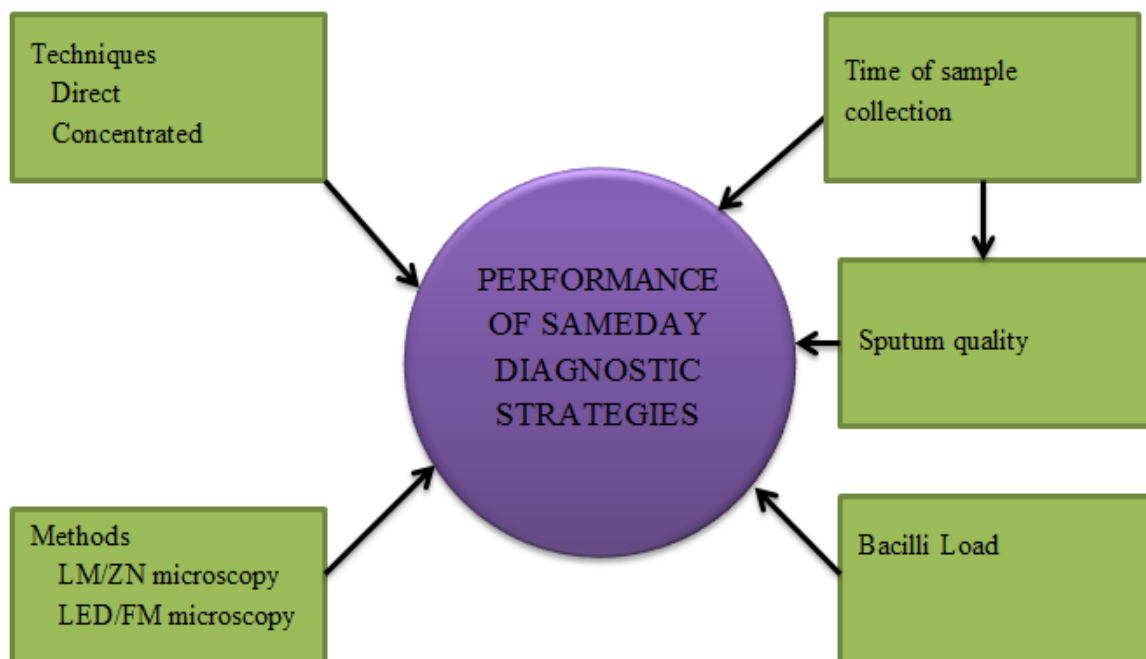 Techniques
Direct
Concentrated
Time of sample
collection
PERFORMANCE
OF SAMEDAY
DIAGNOSTIC
STRATEGIES
Sputum quality
Methods
LM/ZN microscopy
LED/FM microscopy
Bacilli Load